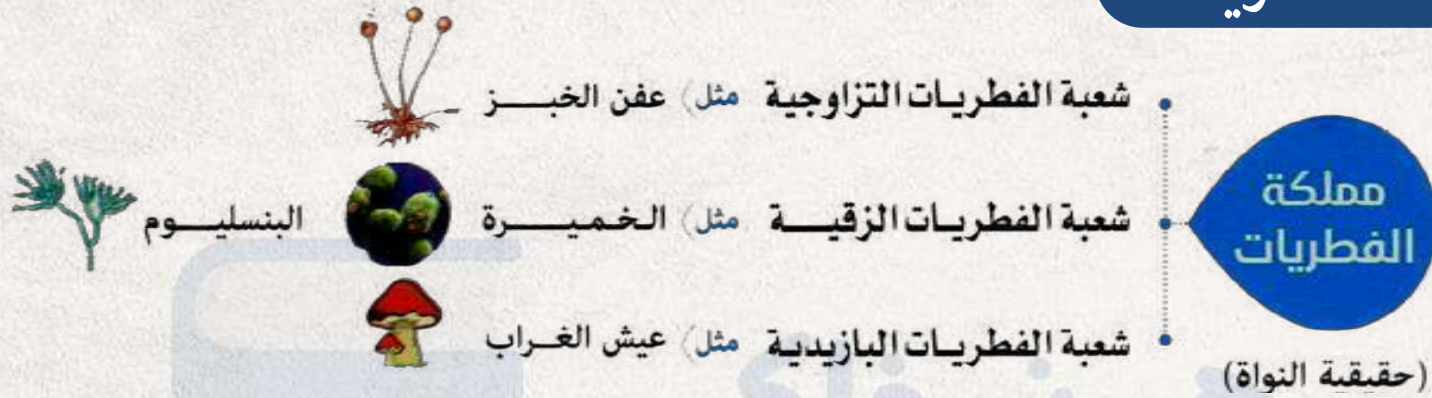 شعبة الفطريات التزاوجية مثل) عفن الخبز
مملكة
الفطريات
(حقيقية النواة)
شعبة الفطريات الزقية مثل) الخميرة البنسليوم
شعبة الفطريات البازيدية مثل) عيش الغراب